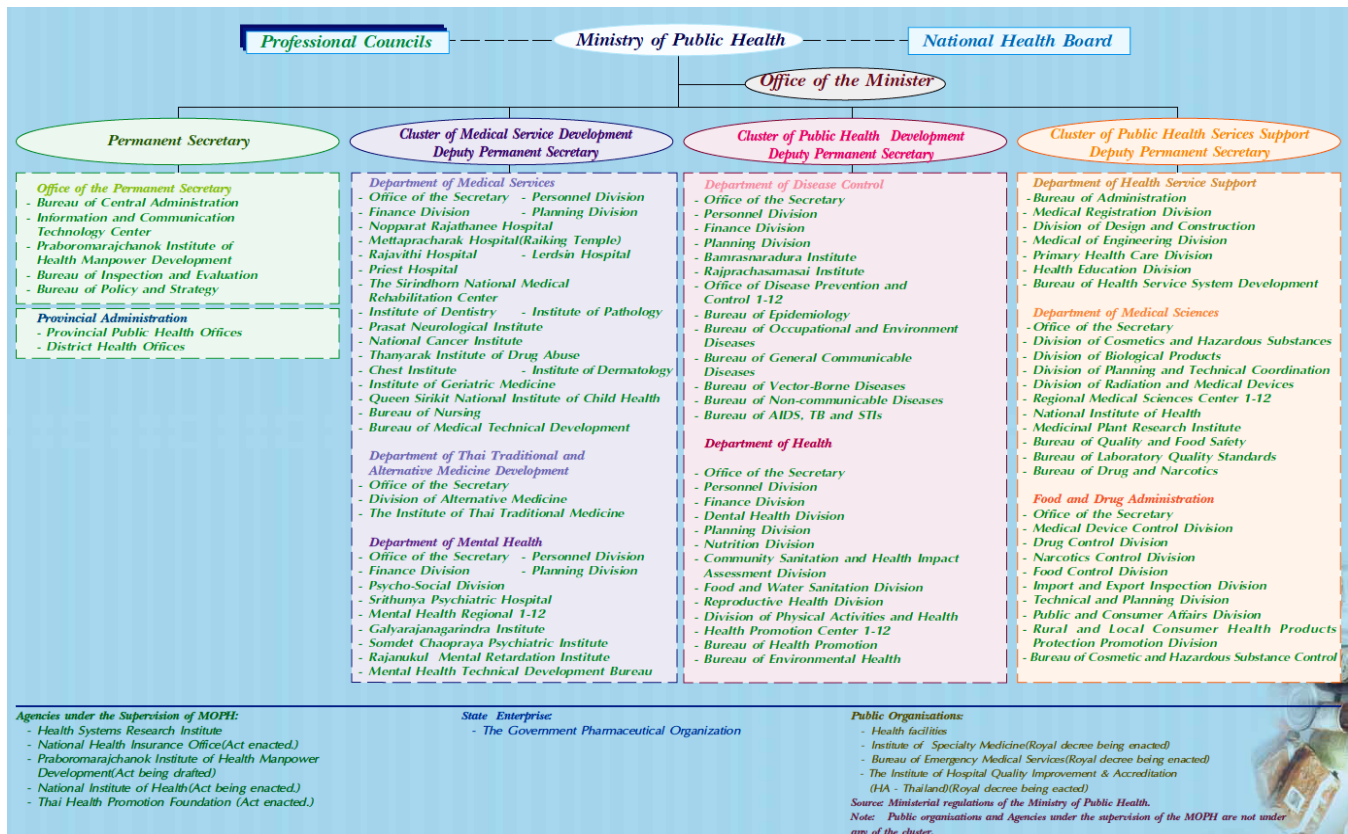 Professional Councils
Ministry of Public Health
National Health Board
Office of the Minister
Permanent Secretary
Cluster of Medical Service Development
Deputy Permanent Secretary
Cluster of Public Health Development
Deputy Permanent Secretary
Cluster of Public Health Serices Support
Deputy Permanent Secretary
Office of the Permanent Secretary
- Bureau of Central Administration
- Information and Communication
Technology Center
- Praboromarajchanok Institute of
Health Manpower Development
- Bureau of Inspection and Evaluation
- Bureau of Policy and Strategy
Provincial Administration
- Provincial Public Health Offices
- District Health Offices
Department of Medical Services
- Office of the Secretary - Personnel Division
- Finance Division - Planning Division
- Nopparat Rajathanee Hospital
- Mettapracharak Hospital(Raiking Temple)
- Rajavithi Hospital - Lerdsin Hospital
- Priest Hospital
- The Sirindhorn National Medical
Rehabilitation Center
- Institute of Dentistry - Institute of Pathology
- Prasat Neurological Institute
- National Cancer Institute
- Thanyarak Institute of Drug Abuse
- Chest Institute - Institute of Dermatology
- Institute of Geriatric Medicine
- Queen Sirikit National Institute of Child Health
- Bureau of Nursing
- Bureau of Medical Technical Development
Department of Thai Traditional and
Alternative Medicine Development
- Office of the Secretary
- Division of Alternative Medicine
- The Institute of Thai Traditional Medicine
Department of Mental Health
- Office of the Secretary - Personnel Division
- Finance Division - Planning Division
- Psycho-Social Division
- Srithunya Psychiatric Hospital
- Mental Health Regional 1-12
- Galyarajanagarindra Institute
- Somdet Chaopraya Psychiatric Institute
- Rajanukul Mental Retardation Institute
- Mental Health Technical Development Bureau
Department of Disease Control
- Office of the Secretary
- Personnel Division
- Finance Division
- Planning Division
- Bamrasnaradura Institute
- Rajprachasamasai Institute
- Office of Disease Prevention and
Control 1-12
- Bureau of Epidemiology
- Bureau of Occupational and Environment
Diseases
- Bureau of General Communicable
Diseases
- Bureau of Vector-Borne Diseases
- Bureau of Non-communicable Diseases
- Bureau of AIDS, TB and STIs
Department of Health
- Office of the Secretary
- Personnel Division
- Finance Division
- Dental Health Division
- Planning Division
- Nutrition Division
- Community Sanitation and Health Impact
Assessment Division
- Food and Water Sanitation Division
- Reproductive Health Division
- Division of Physical Activities and Health
- Health Promotion Center 1-12
- Bureau of Health Promotion
- Bureau of Environmental Health
Department of Health Service Support
- Bureau of Administration
- Medical Registration Division
- Division of Design and Construction
- Medical of Engineering Division
- Primary Health Care Division
- Health Education Division
- Bureau of Health Service System Development
Department of Medical Sciences
- Office of the Secretary
- Division of Cosmetics and Hazardous Substances
- Division of Biological Products
- Division of Planning and Technical Coordination
- Division of Radiation and Medical Devices
- Regional Medical Sciences Center 1-12
- National Institute of Health
- Medicinal Plant Research Institute
- Bureau of Quality and Food Safety
- Bureau of Laboratory Quality Standards
- Bureau of Drug and Narcotics
Food and Drug Administration
- Office of the Secretary
- Medical Device Control Division
- Drug Control Division
- Narcotics Control Division
- Food Control Division
- Import and Export Inspection Division
- Technical and Planning Division
- Public and Consumer Affairs Division
- Rural and Local Consumer Health Products
Protection Promotion Division
- Bureau of Cosmetic and Hazardous Substance Control
Agencies under the Supervision of MOPH:
- Health Systems Research Institute
- National Health Insurance Office(Act enacted.)
- Praboromarajchanok Institute of Health Manpower
Development(Act being drafted)
- National Institute of Health(Act being enacted.)
- Thai Health Promotion Foundation (Act enacted.)
State Enterprise:
- The Government Pharmaceutical Organization
Public Organizations:
- Health facilities
- Institute of Specialty Medicine(Royal decree being enacted)
- Bureau of Emergency Medical Services(Royal decree being enacted)
- The Institute of Hospital Quality Improvement & Accreditation
(HA - Thailand)(Royal decree being eacted)
Source: Ministerial regulations of the Ministry of Public Health.
Note: Public organizations and Agencies under the supervision of the MOPH are not under
any of the cluster.